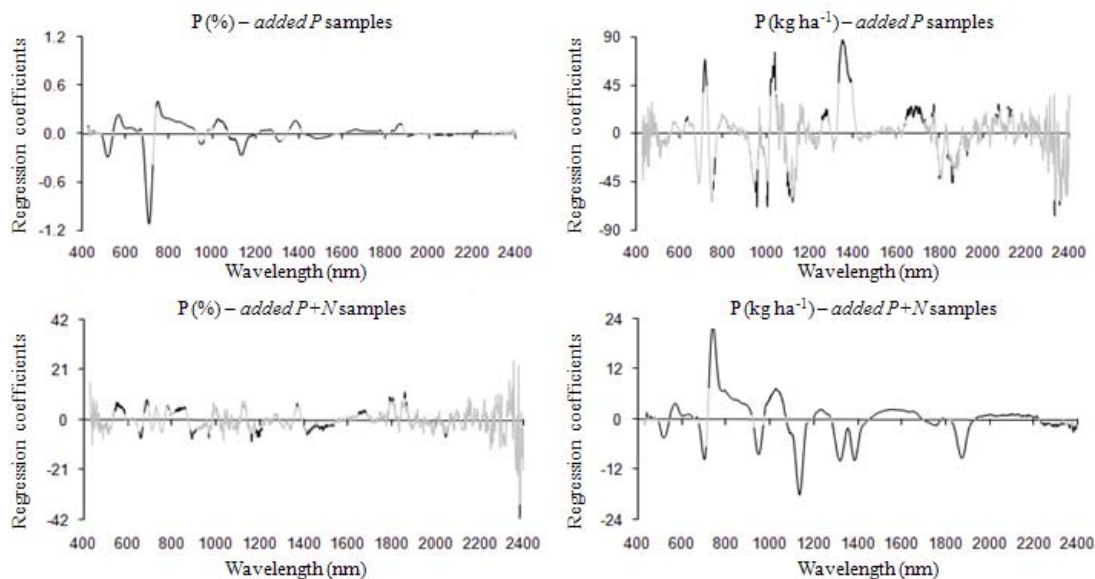 P (%) – added P samples
Regression coefficients
1.2
0.6
0.0
-0.6
-1.2
400 600 800 1000 1200 1400 1600 1800 2000 2200 2400
Wavelength (nm)
P (kg ha⁻¹) – added P samples
Regression coefficients
90
45
0
-45
-90
400 600 800 1000 1200 1400 1600 1800 2000 2200 2400
Wavelength (nm)
P (%) – added P+N samples
Regression coefficients
42
21
0
-21
-42
400 600 800 1000 1200 1400 1600 1800 2000 2200 2400
Wavelength (nm)
P (kg ha⁻¹) – added P+N samples
Regression coefficients
24
12
0
-12
-24
400 600 800 1000 1200 1400 1600 1800 2000 2200 2400
Wavelength (nm)